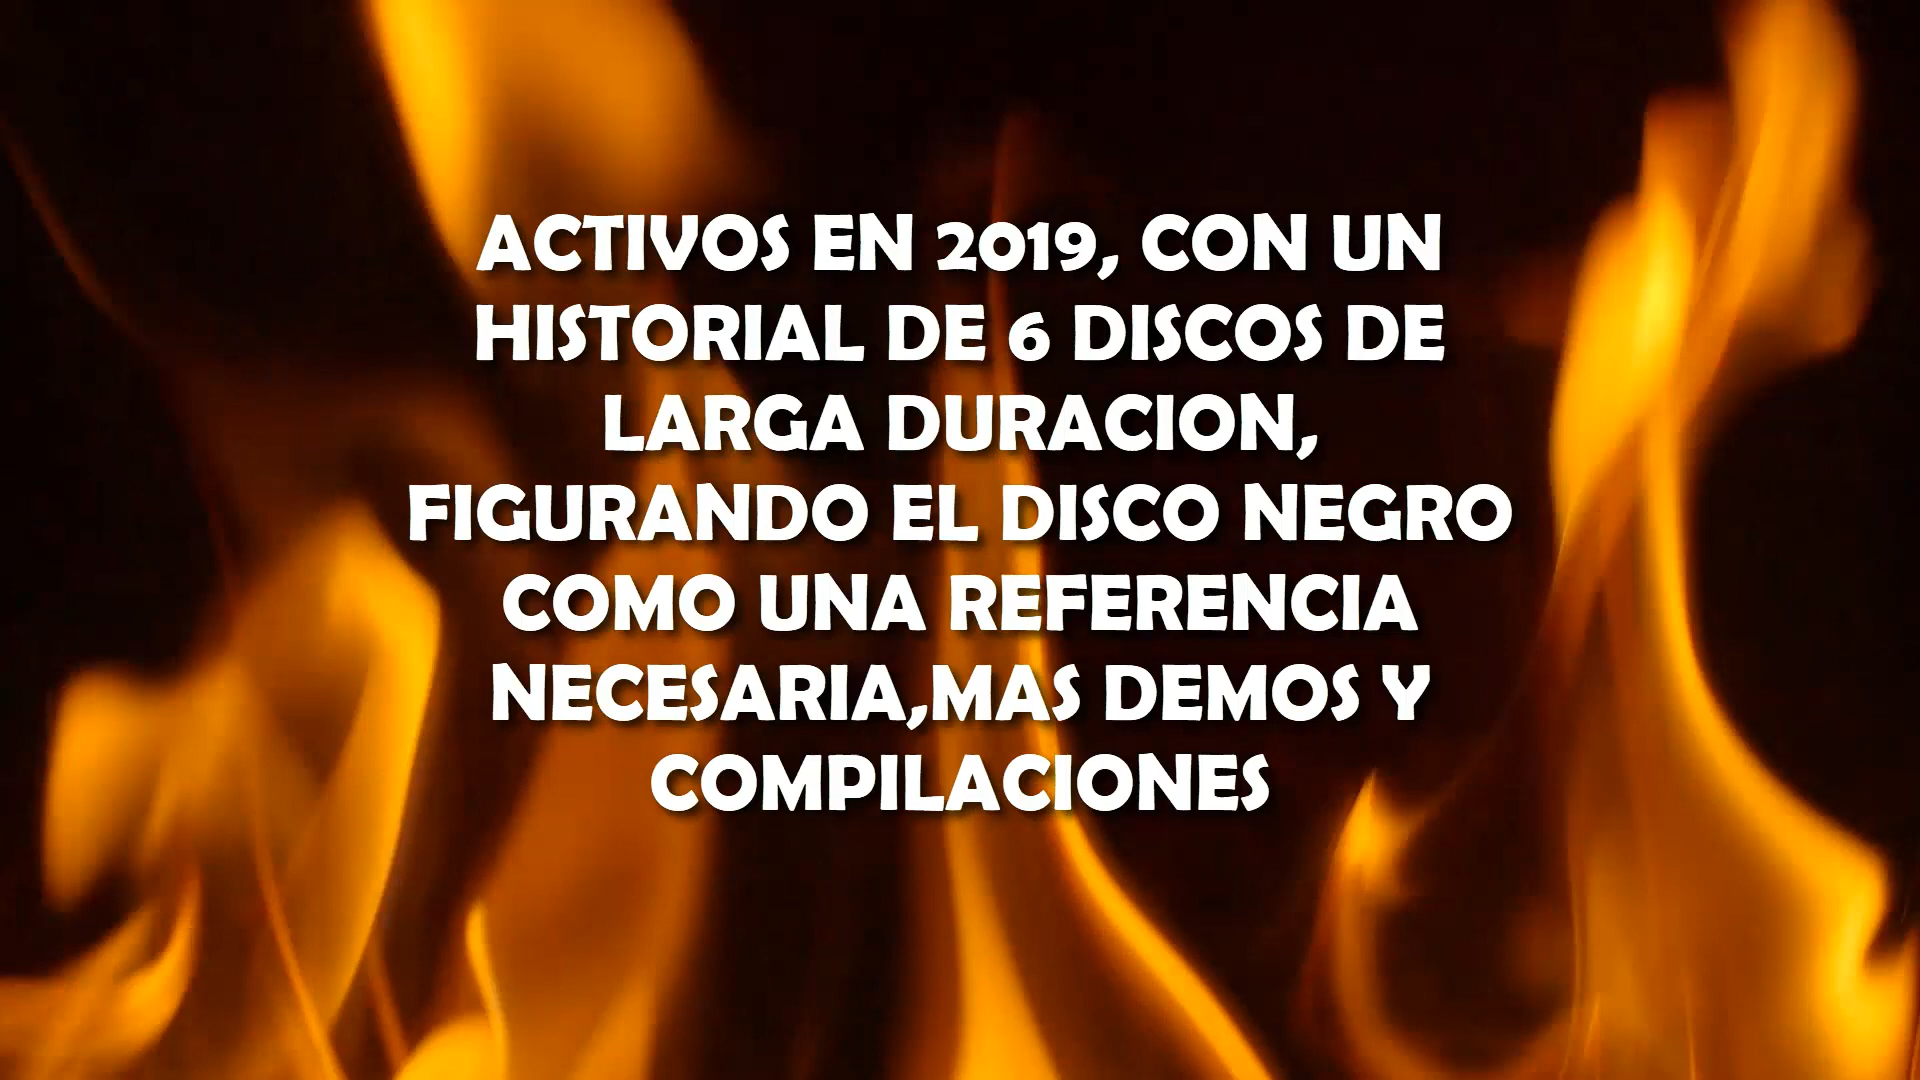 ACTIVOS EN 2019, CON UN
HISTORIAL DE 6 DISCOS DE
LARGA DURACION,
FIGURANDO EL DISCO NEGRO
COMO UNA REFERENCIA
NECESARIA,MAS DEMOS Y
COMPILACIONES